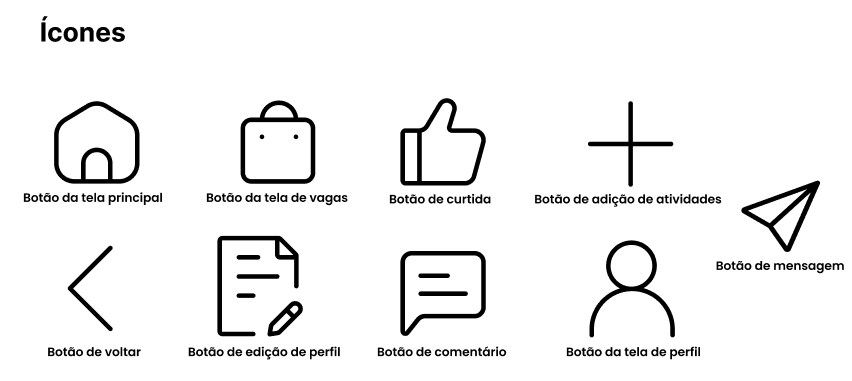 Ícones
Botão da tela principal
Botão da tela de vagas
Botão de curtida
Botão de adição de atividades
Botão de mensagem
Botão de voltar
Botão de edição de perfil
Botão de comentário
Botão da tela de perfil